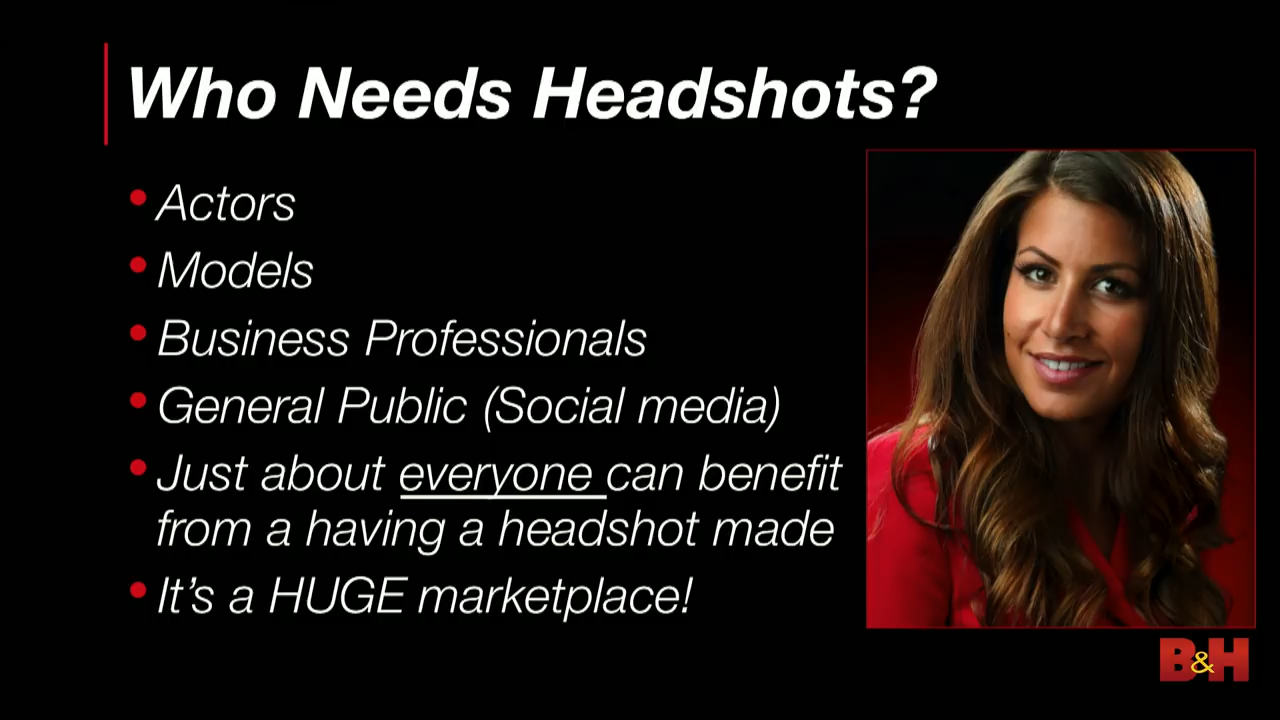 Who Needs Headshots?
• Actors
• Models
• Business Professionals
• General Public (Social media)
• Just about everyone can benefit
from a having a headshot made
• It's a HUGE marketplace!
B&H